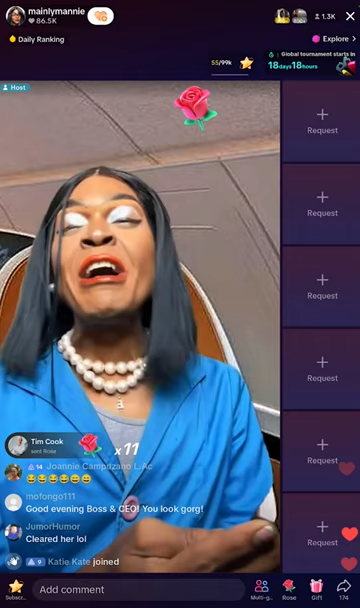 mainlymannie
86.5K
1.3K
Daily Ranking
Explore >
55/99k
Global tournament starts in
18days18hours
Host
+
Request
+
Request
+
Request
+
Request
+
Request
+
Request
Tim Cook
sent Rose
x 11
14 Joannie Campuzano L.Ac
mofongo111
Good evening Boss & CEO! You look gorg!
JumorHumor
Cleared her lol
9 Katie Kate joined
Subscr...
Add comment
Multi-g...
Rose
Gift
174